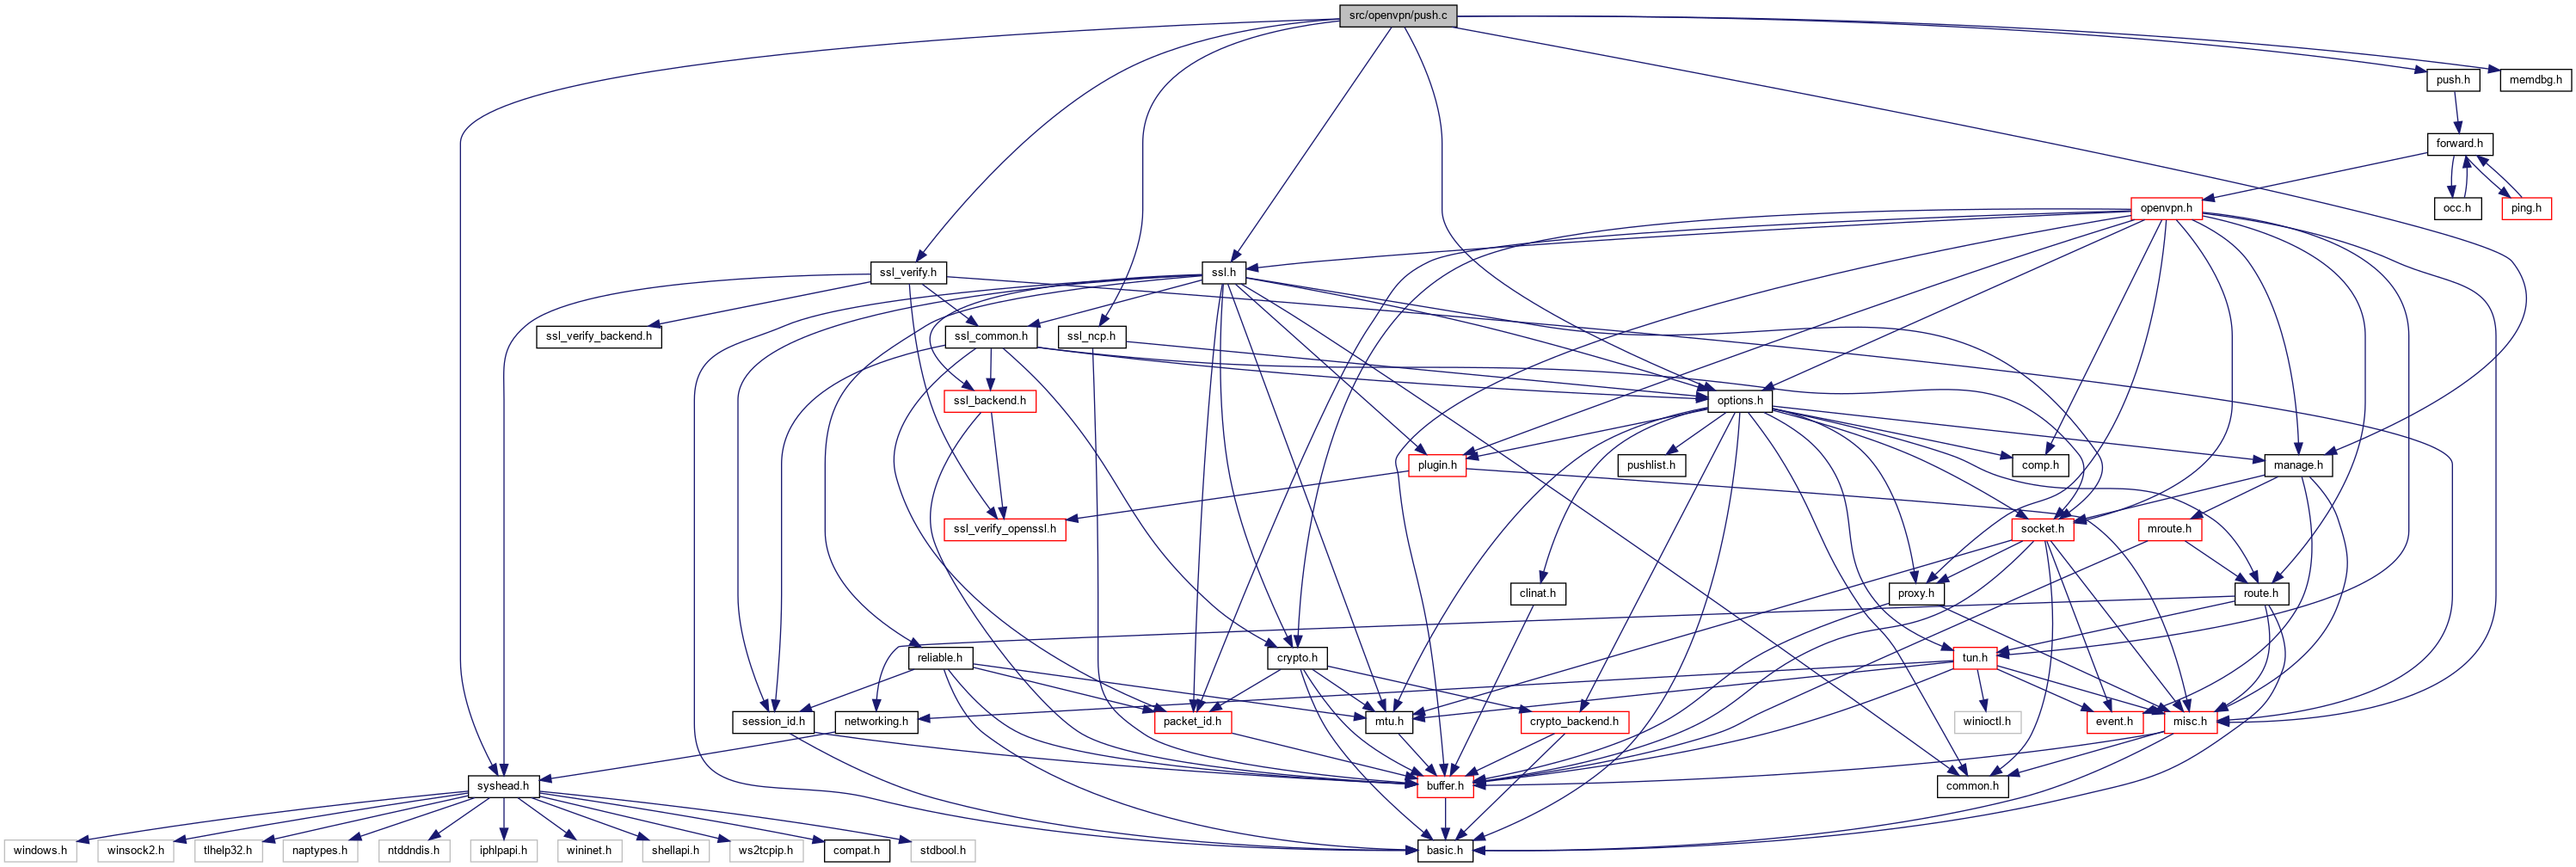 src/openvpn/push.c
push.h
memdbg.h
forward.h
openvpn.h
occ.h
ping.h
ssl_verify.h
ssl.h
ssl_verify_backend.h
ssl_common.h
ssl_ncp.h
ssl_backend.h
options.h
plugin.h
pushlist.h
comp.h
manage.h
ssl_verify_openssl.h
socket.h
mroute.h
clinat.h
proxy.h
route.h
reliable.h
crypto.h
tun.h
session_id.h
networking.h
packet_id.h
mtu.h
crypto_backend.h
winioctl.h
event.h
misc.h
syshead.h
buffer.h
common.h
windows.h
winsock2.h
tlhelp32.h
naptypes.h
ntddndis.h
iphlpapi.h
wininet.h
shellapi.h
ws2tcpip.h
compat.h
stdbool.h
basic.h